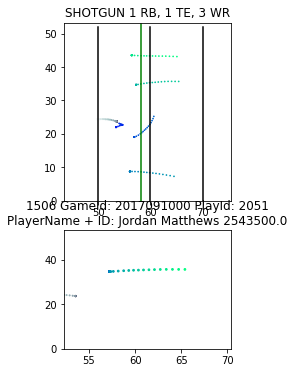 SHOTGUN 1 RB, 1 TE, 3 WR
50
40
30
20
10
0
50 60 70
1506 GameId: 2017091000 PlayId: 2051
PlayerName + ID: Jordan Matthews 2543500.0
40
20
0
55 60 65 70